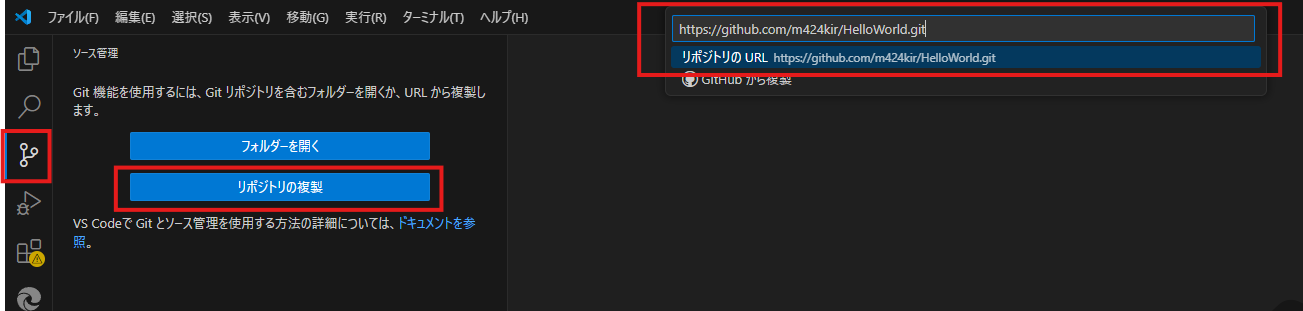 ファイル(F) 編集(E) 選択(S) 表示(V) 移動(G) 実行(R) ターミナル(T) ヘルプ(H)
https://github.com/m424kir/HelloWorld.git
リポジトリの URL https://github.com/m424kir/HelloWorld.git
GitHub から複製
ソース管理
Git 機能を使用するには、Git リポジトリを含むフォルダーを開くか、URL から複製し
ます。
フォルダーを開く
リポジトリの複製
VS Codeで Git とソース管理を使用する方法の詳細については、ドキュメントを参
照。